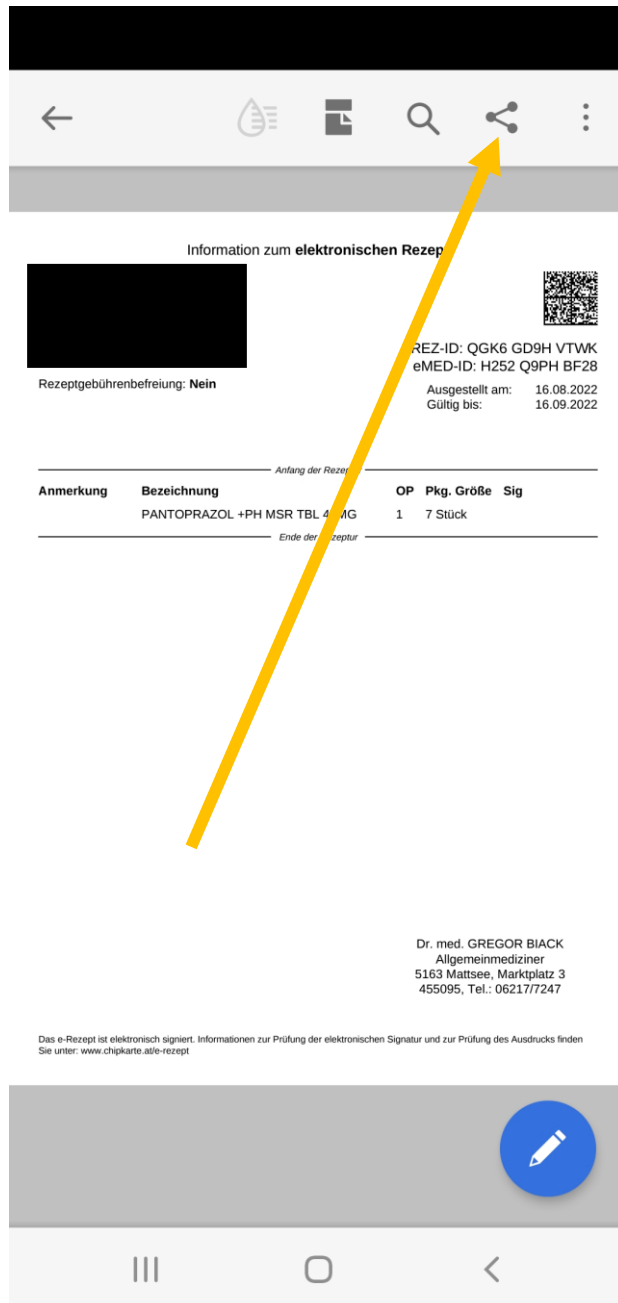 Information zum elektronischen Rezept
REZ-ID: QGK6 GD9H VTWK
eMED-ID: H252 Q9PH BF28
Rezeptgebührenbefreiung: Nein
Ausgestellt am: 16.08.2022
Gültig bis: 16.09.2022
Anfang der Rezeptur
Anmerkung Bezeichnung OP Pkg. Größe Sig
PANTOPRAZOL +PH MSR TBL MG 1 7 Stück
Ende der Rezeptur
Dr. med. GREGOR BIACK
Allgemeinmediziner
5163 Mattsee, Marktplatz 3
455095, Tel.: 06217/7247
Das e-Rezept ist elektronisch signiert. Informationen zur Prüfung der elektronischen Signatur und zur Prüfung des Ausdrucks finden
Sie unter: www.chipkarte.at/e-rezept